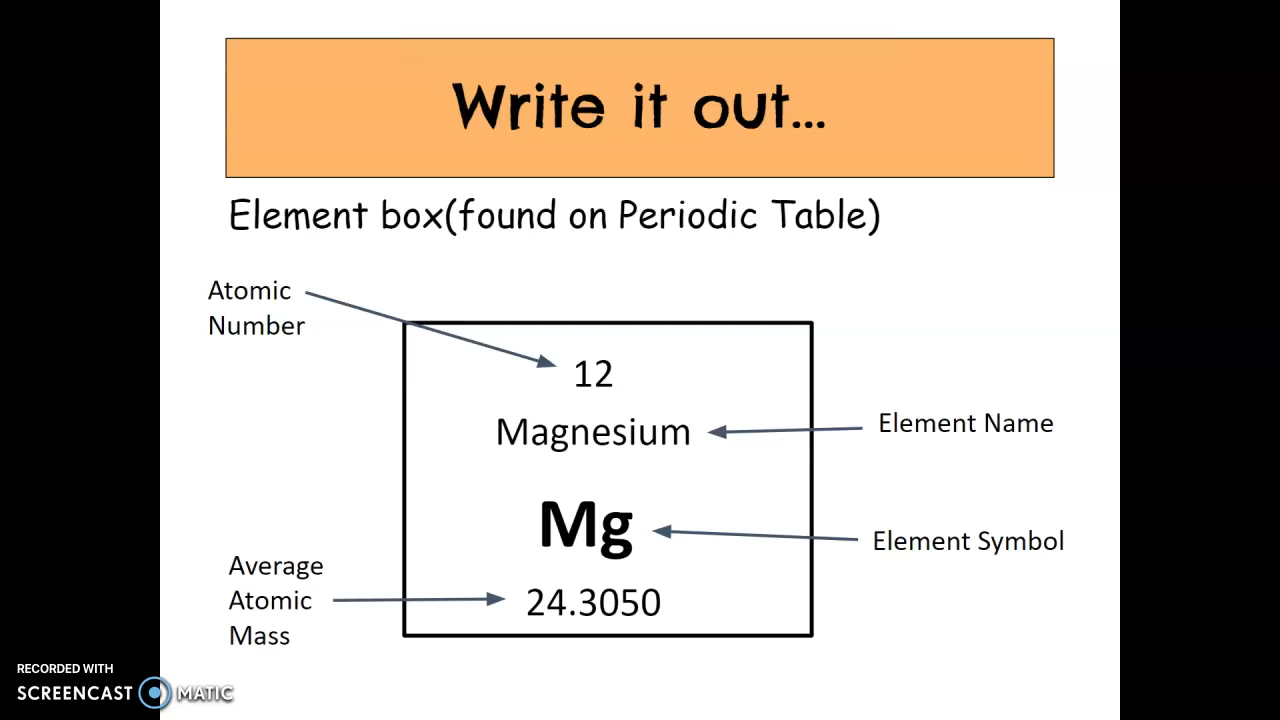 Write it out...
Element box(found on Periodic Table)
Atomic
Number
12
Magnesium
Element Name
Mg
Element Symbol
Average
Atomic
Mass
24.3050
RECORDED WITH
SCREENCAST MATIC